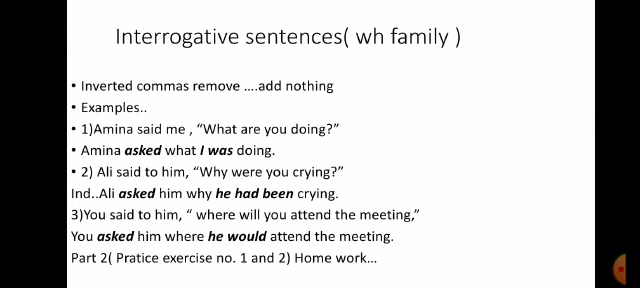 Interrogative sentences( wh family )
• Inverted commas remove ….add nothing
• Examples..
• 1)Amina said me , “What are you doing?”
• Amina asked what I was doing.
• 2) Ali said to him, “Why were you crying?”
Ind..Ali asked him why he had been crying.
3)You said to him, “ where will you attend the meeting,”
You asked him where he would attend the meeting.
Part 2( Pratice exercise no. 1 and 2) Home work…